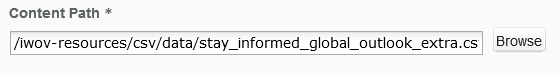 Content Path *
/iwov-resources/csv/data/stay_informed_global_outlook_extra.cs
Browse